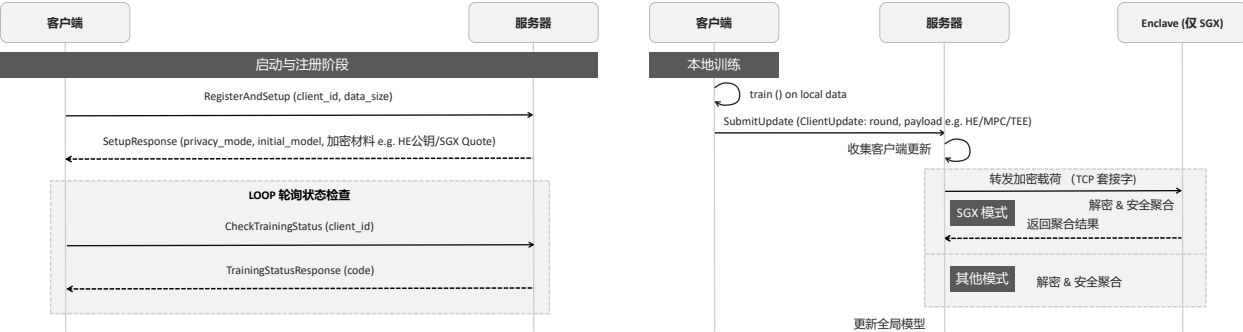 客户端
服务器
启动与注册阶段
RegisterAndSetup (client_id, data_size)
SetupResponse (privacy_mode, initial_model, 加密材料 e.g. HE公钥/SGX Quote)
LOOP 轮询状态检查
CheckTrainingStatus (client_id)
TrainingStatusResponse (code)
客户端
服务器
Enclave (仅 SGX)
本地训练
train () on local data
SubmitUpdate (ClientUpdate: round, payload e.g. HE/MPC/TEE)
收集客户端更新
转发加密载荷 （TCP 套接字)
解密 & 安全聚合
SGX 模式
返回聚合结果
其他模式
解密 & 安全聚合
更新全局模型